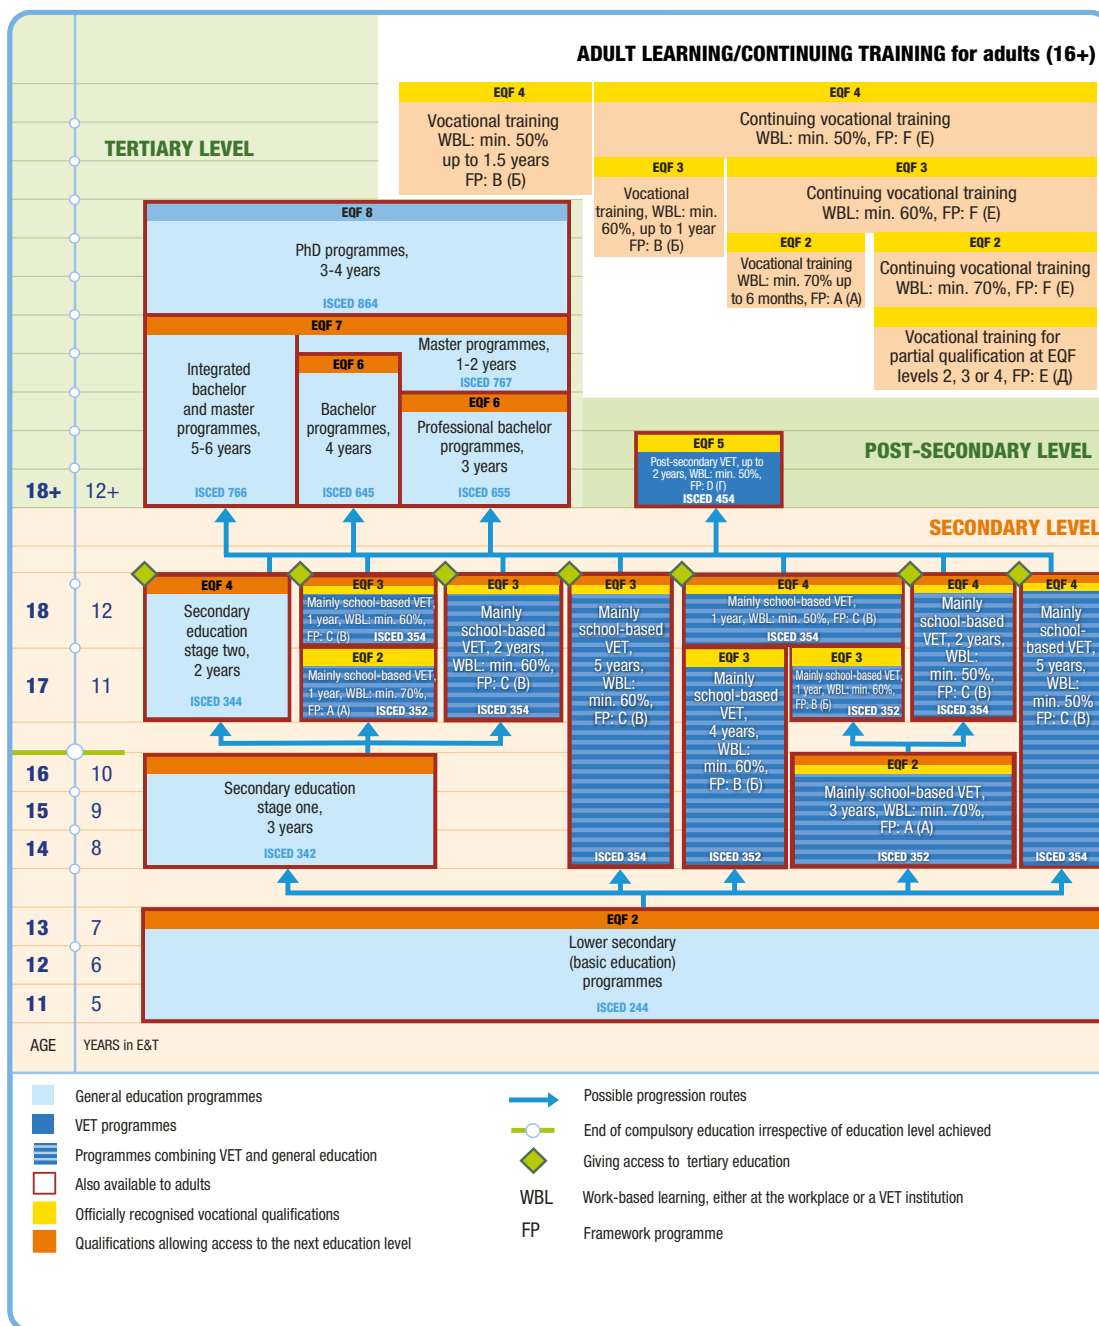 ADULT LEARNING/CONTINUING TRAINING for adults (16+)
EQF 4
Vocational training
WBL: min. 50%
up to 1.5 years
FP: B (Б)
EQF 4
Continuing vocational training
WBL: min. 50%, FP: F (E)
EQF 3
Vocational
training, WBL: min.
60%, up to 1 year
FP: B (Б)
EQF 3
Continuing vocational training
WBL: min. 60%, FP: F (E)
EQF 2
Vocational training
WBL: min. 70% up
to 6 months, FP: A (A)
EQF 2
Continuing vocational training
WBL: min. 70%, FP: F (E)
Vocational training for
partial qualification at EQF
levels 2, 3 or 4, FP: E (Д)
TERTIARY LEVEL
EQF 8
PhD programmes,
3-4 years
ISCED 864
EQF 7
Integrated
bachelor
and master
programmes,
5-6 years
ISCED 766
Master programmes,
1-2 years
ISCED 767
EQF 6
Bachelor
programmes,
4 years
ISCED 645
EQF 6
Professional bachelor
programmes,
3 years
ISCED 655
POST-SECONDARY LEVEL
EQF 5
Post-secondary VET, up to
2 years, WBL: min. 50%,
FP: D (Г)
ISCED 454
18+ 12+
SECONDARY LEVEL
EQF 4
Secondary
education
stage two,
2 years
ISCED 344
EQF 3
Mainly school-based VET,
1 year, WBL: min. 60%,
FP: C (B) ISCED 354
EQF 2
Mainly school-based VET,
1 year, WBL: min. 70%,
FP: A (A) ISCED 352
EQF 3
Mainly
school-based
VET, 2 years,
WBL: min. 60%,
FP: C (B)
ISCED 354
EQF 3
Mainly
school-based
VET,
5 years,
WBL:
min. 60%,
FP: C (B)
ISCED 354
EQF 4
Mainly school-based VET,
1 year, WBL: min. 50%, FP: C (B)
ISCED 354
EQF 3
Mainly
school-based
VET,
4 years,
WBL:
min. 60%,
FP: B (Б)
ISCED 352
EQF 3
Mainly school-based VET,
1 year, WBL: min. 60%,
FP: B (Б) ISCED 352
EQF 4
Mainly
school-based
VET, 2 years,
WBL:
min. 50%,
FP: C (B)
ISCED 354
EQF 4
Mainly
school-
based VET,
5 years,
WBL:
min. 50%
FP: C (B)
ISCED 354
EQF 2
Mainly school-based VET,
3 years, WBL: min. 70%,
FP: A (A)
ISCED 352
18 12
17 11
16 10
15 9
14 8
Secondary education
stage one,
3 years
ISCED 342
13 7
12 6
11 5
EQF 2
Lower secondary
(basic education)
programmes
ISCED 244
AGE YEARS in E&T
General education programmes
VET programmes
Programmes combining VET and general education
Also available to adults
Officially recognised vocational qualifications
Qualifications allowing access to the next education level
Possible progression routes
End of compulsory education irrespective of education level achieved
Giving access to tertiary education
WBL Work-based learning, either at the workplace or a VET institution
FP Framework programme